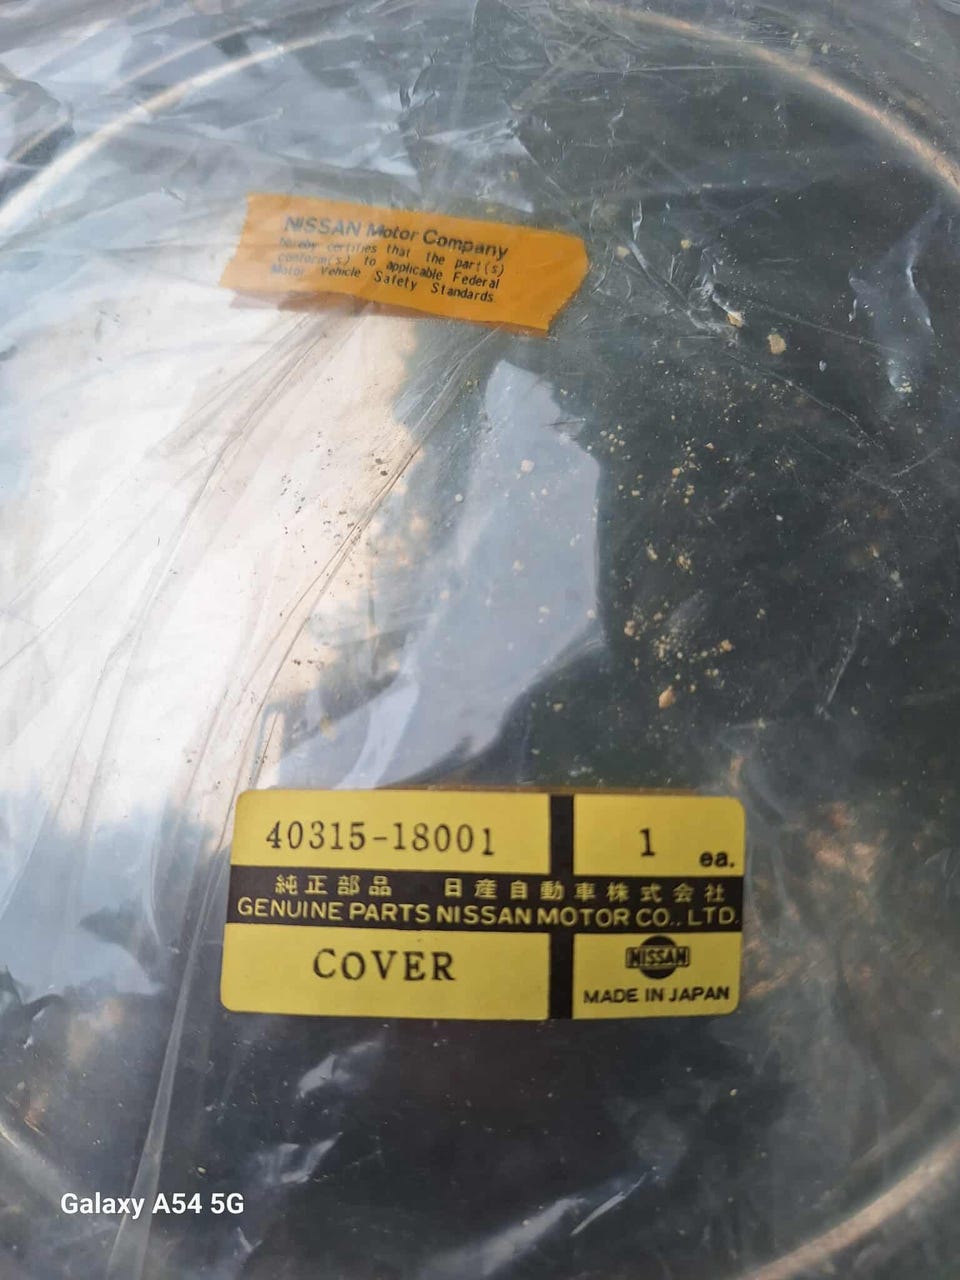 NISSAN Motor Company
hereby certifies that the part(s)
conform(s) to applicable Federal
Motor Vehicle Safety Standards
40315-18001
1 ea.
純正部品 日産自動車株式会社
GENUINE PARTS NISSAN MOTOR CO., LTD.
COVER
NISSAN
MADE IN JAPAN
Galaxy A54 5G